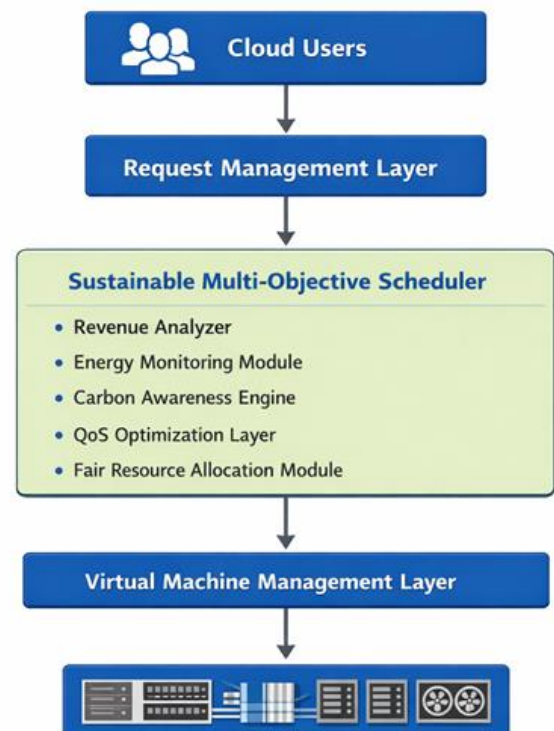 Cloud Users
Request Management Layer
Sustainable Multi-Objective Scheduler
• Revenue Analyzer
• Energy Monitoring Module
• Carbon Awareness Engine
• QoS Optimization Layer
• Fair Resource Allocation Module
Virtual Machine Management Layer